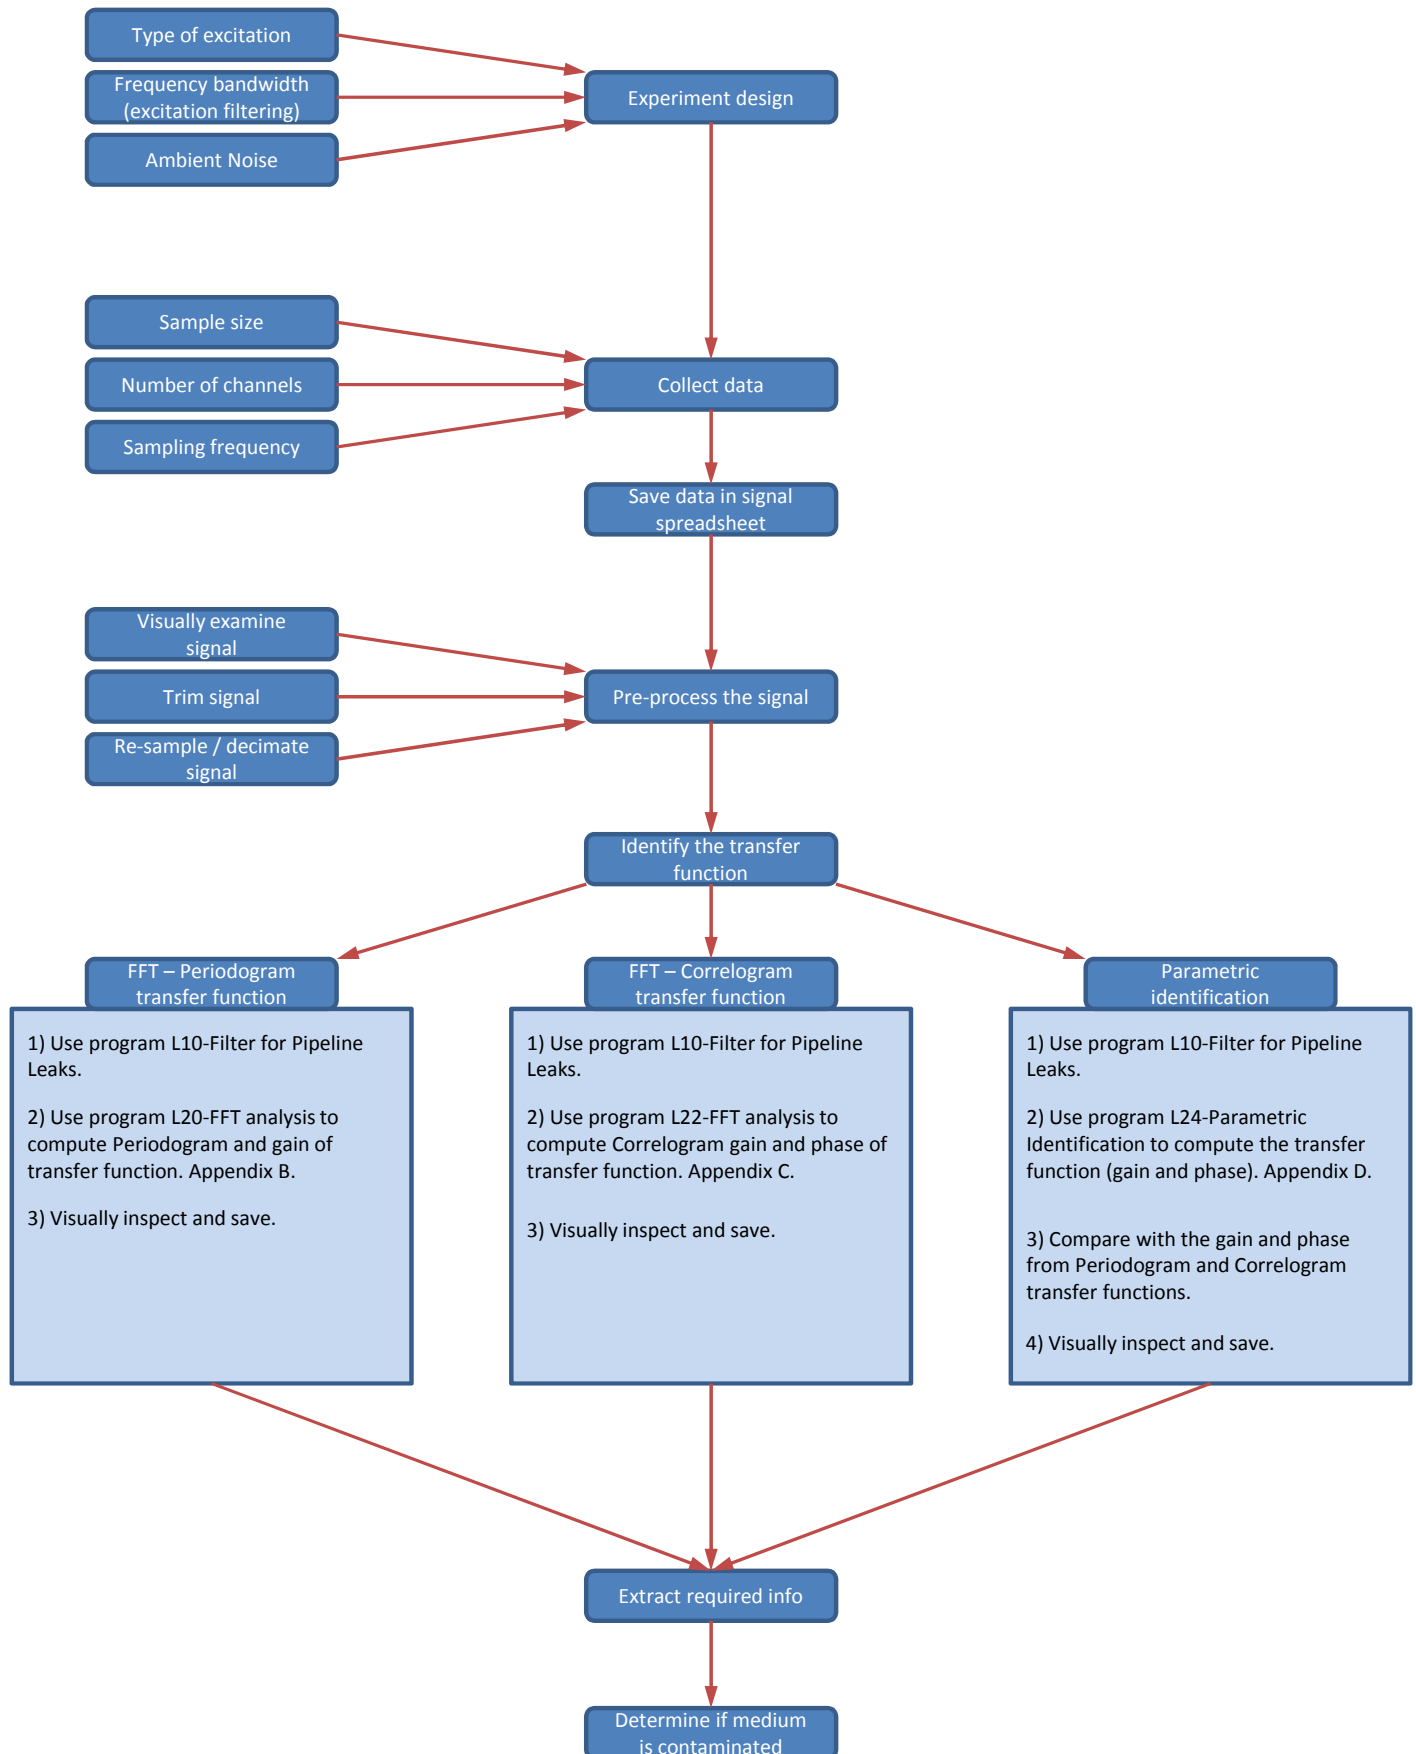 Type of excitation
Frequency bandwidth
(excitation filtering)
Experiment design
Ambient Noise
Sample size
Number of channels
Collect data
Sampling frequency
Save data in signal
spreadsheet
Visually examine
signal
Trim signal
Pre-process the signal
Re-sample / decimate
signal
Identify the transfer
function
FFT – Periodogram
transfer function
1) Use program L10-Filter for Pipeline
Leaks.
2) Use program L20-FFT analysis to
compute Periodogram and gain of
transfer function. Appendix B.
3) Visually inspect and save.
FFT – Correlogram
transfer function
1) Use program L10-Filter for Pipeline
Leaks.
2) Use program L22-FFT analysis to
compute Correlogram gain and phase of
transfer function. Appendix C.
3) Visually inspect and save.
Parametric
identification
1) Use program L10-Filter for Pipeline
Leaks.
2) Use program L24-Parametric
Identification to compute the transfer
function (gain and phase). Appendix D.
3) Compare with the gain and phase
from Periodogram and Correlogram
transfer functions.
4) Visually inspect and save.
Extract required info
Determine if medium
is contaminated